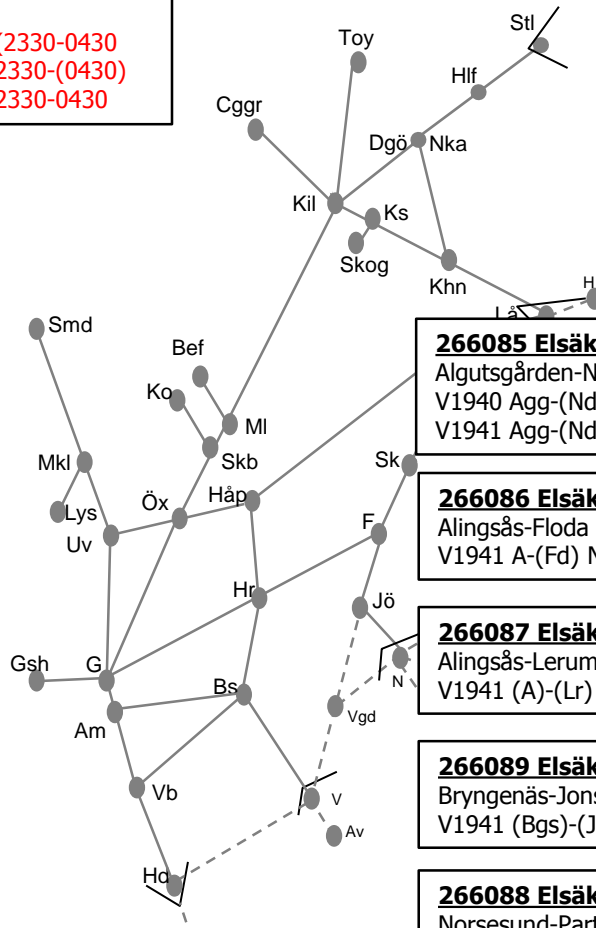 (2330-0430
2330-(0430)
2330-0430
Stl
Toy
Hlf
Cggr
Dgö
Nka
Kil
Ks
Skog
Khn
H
Lå
Smd
Bef
Ko
Ml
Skb
Mkl
Lys
Öx
Håp
Uv
Sk
F
Hr
Jö
Gsh
G
Bs
N
Am
Vgd
Vb
V
Av
Hd
266085 Elsäk
Algutsgården-N
V1940 Agg-(Nd
V1941 Agg-(Nd
266086 Elsäk
Alingsås-Floda
V1941 A-(Fd) N
266087 Elsäk
Alingsås-Lerum
V1941 (A)-(Lr)
266089 Elsäk
Bryngenäs-Jons
V1941 (Bgs)-(J
266088 Elsäk
Norsesund-Part